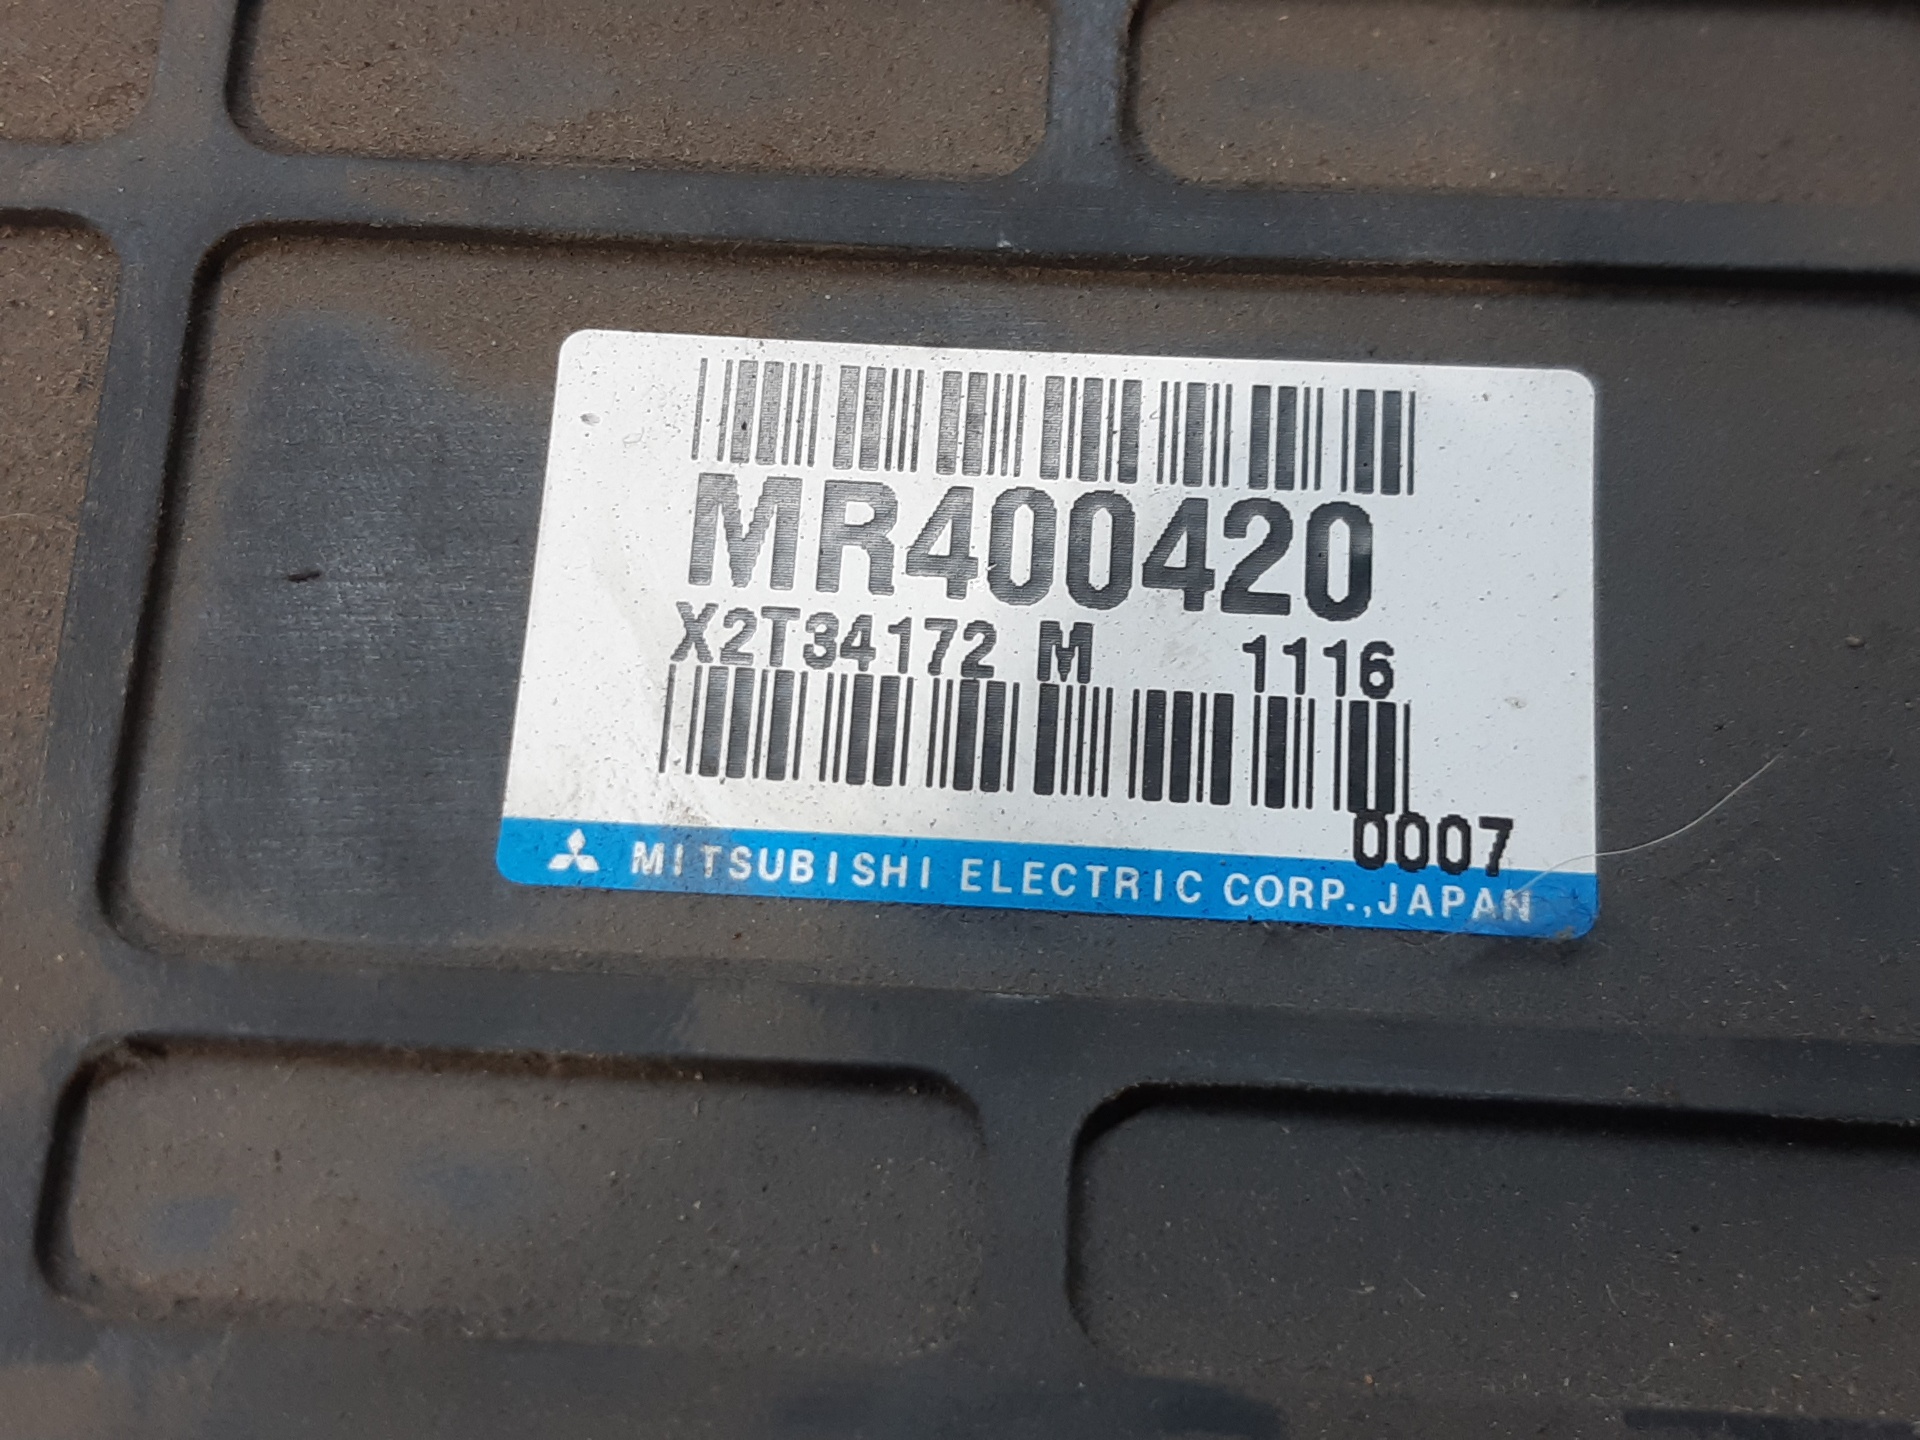 MR400420
X2T34172 M 1116
0007
MITSUBISHI ELECTRIC CORP.,JAPAN